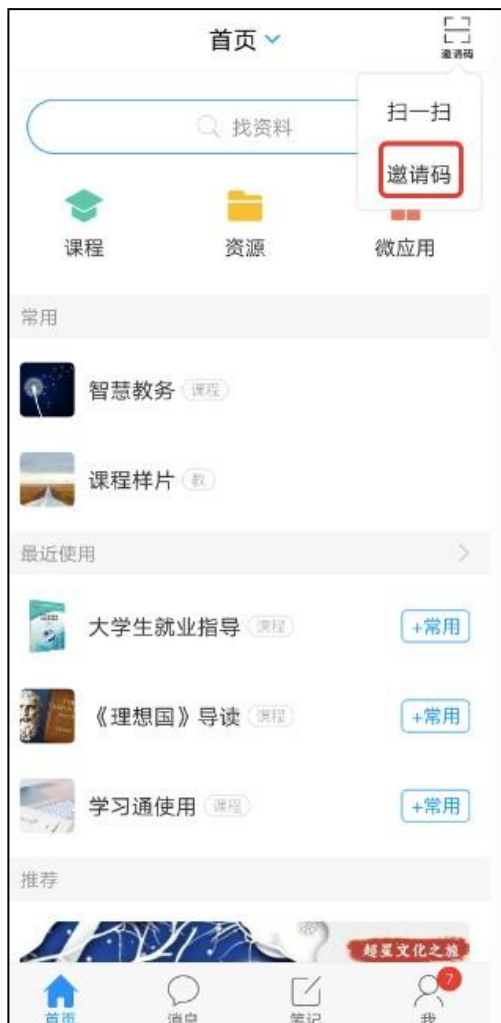 首页
邀请码
扫一扫
邀请码
找资料
课程 资源 微应用
常用
智慧教务 课程
课程样片 教
最近使用
大学生就业指导 课程 +常用
《理想国》导读 课程 +常用
学习通使用 课程 +常用
推荐
超星文化之旅
7
首页 消息 笔记 我